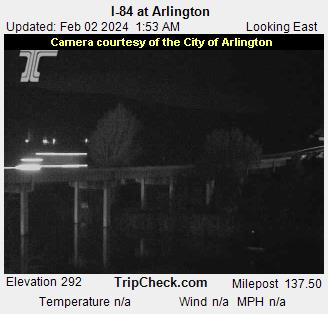 I-84 at Arlington
Updated: Feb 02 2024 1:53 AM Looking East
Camera courtesy of the City of Arlington
Elevation 292 TripCheck.com Milepost 137.50
Temperature n/a Wind n/a MPH n/a